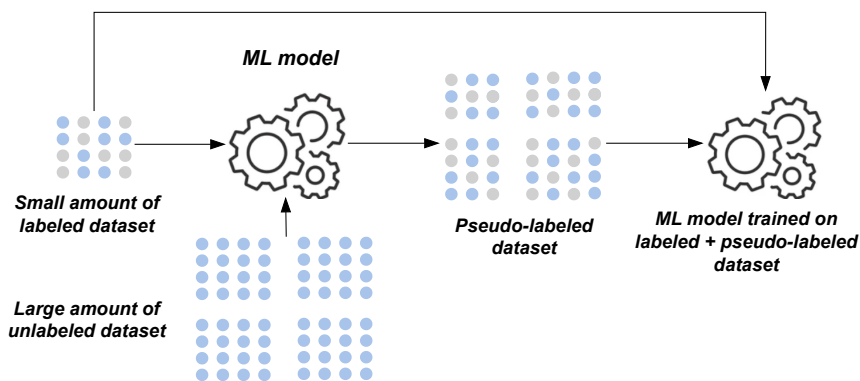 ML model
Small amount of
labeled dataset
Large amount of
unlabeled dataset
Pseudo-labeled
dataset
ML model trained on
labeled + pseudo-labeled
dataset